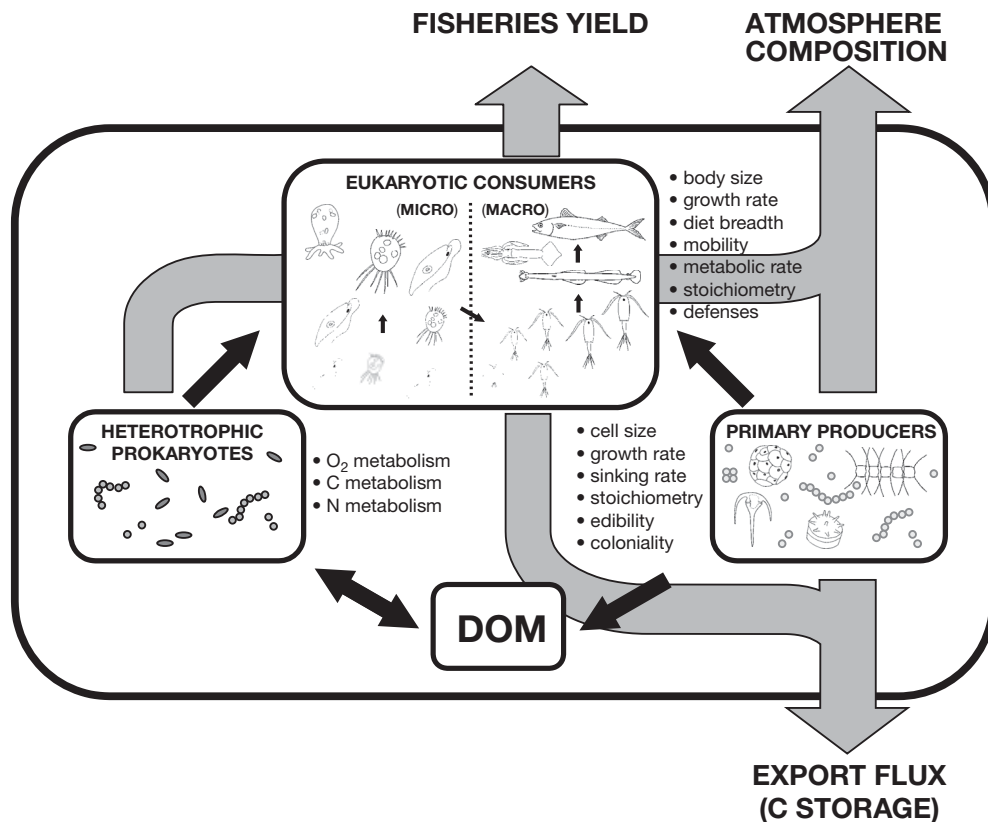 FISHERIES YIELD
ATMOSPHERE
COMPOSITION
EUKARYOTIC CONSUMERS
(MICRO) (MACRO)
• body size
• growth rate
• diet breadth
• mobility
• metabolic rate
• stoichiometry
• defenses
HETEROTROPHIC
PROKARYOTES
• O₂ metabolism
• C metabolism
• N metabolism
• cell size
• growth rate
• sinking rate
• stoichiometry
• edibility
• coloniality
PRIMARY PRODUCERS
DOM
EXPORT FLUX
(C STORAGE)